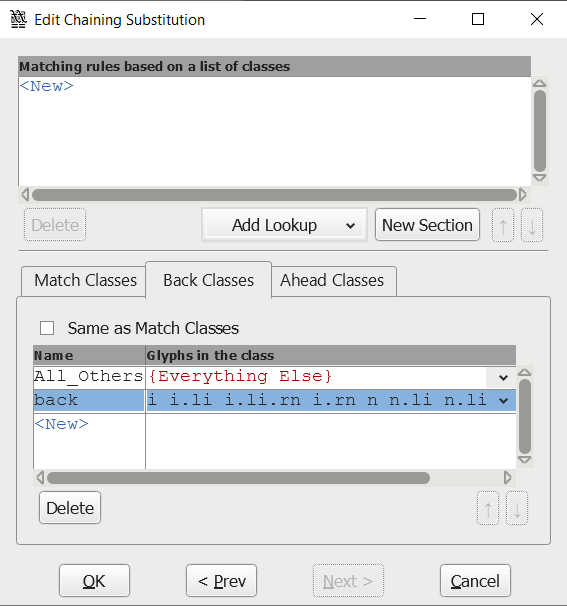 Edit Chaining Substitution
Matching rules based on a list of classes
<New>
Delete
Add Lookup
New Section
↑
↓
Match Classes
Back Classes
Ahead Classes
Same as Match Classes
Name Glyphs in the class
All_Others {Everything Else}
back i i.li i.li.rn i.rn n n.li n.li
<New>
Delete
↑
↓
OK
< Prev
Next >
Cancel